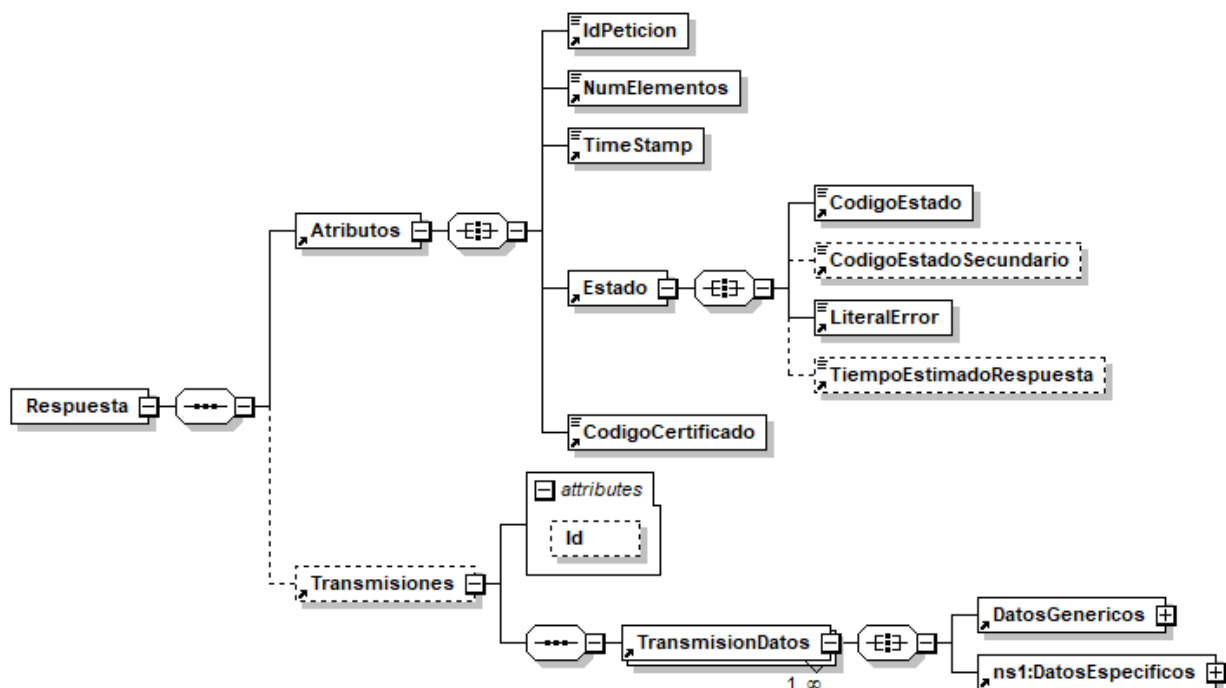 IdPeticion
NumElementos
TimeStamp
CodigoEstado
Atributos
CodigoEstadoSecundario
Estado
LiteralError
TiempoEstimadoRespuesta
Respuesta
CodigoCertificado
attributes
Id
Transmisiones
DatosGenericos
TransmisionDatos
ns1:DatosEspecificos
1..∞